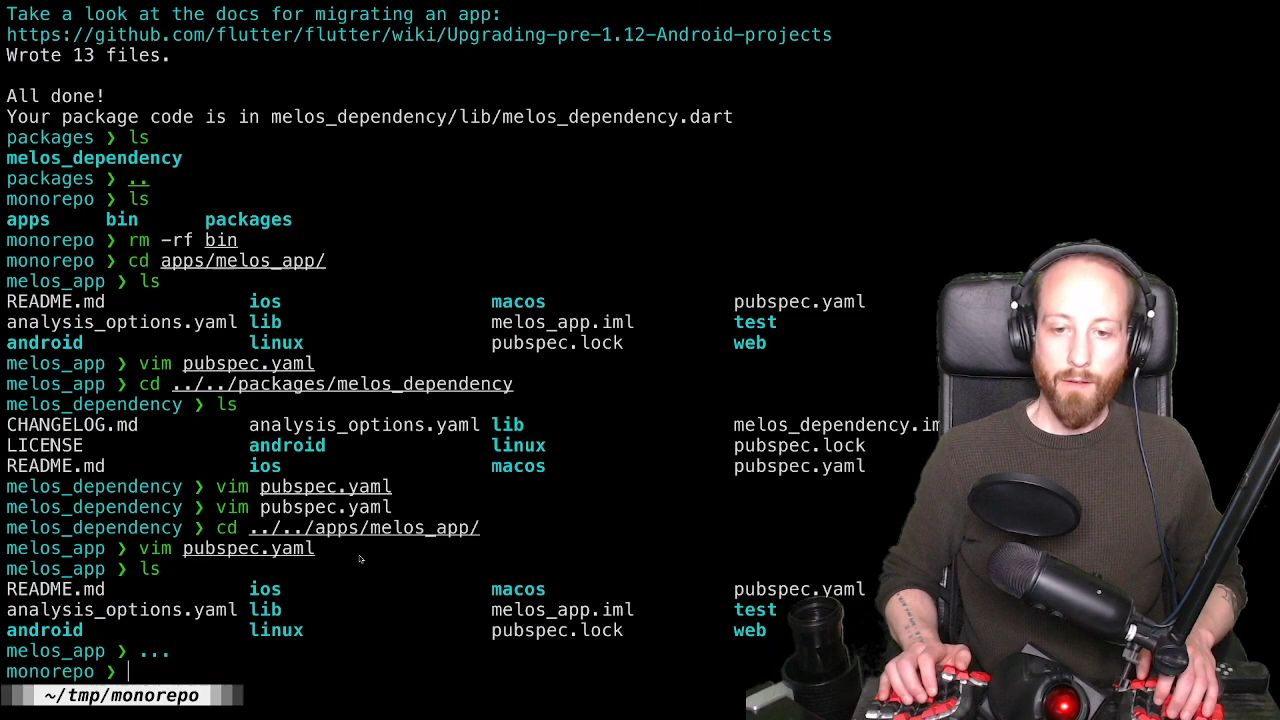 Take a look at the docs for migrating an app:
https://github.com/flutter/flutter/wiki/Upgrading-pre-1.12-Android-projects
Wrote 13 files.
All done!
Your package code is in melos_dependency/lib/melos_dependency.dart
packages ❯ ls
melos_dependency
packages ❯ ..
monorepo ❯ ls
apps bin packages
monorepo ❯ rm -rf bin
monorepo ❯ cd apps/melos_app/
melos_app ❯ ls
README.md ios macos pubspec.yaml
analysis_options.yaml lib melos_app.iml test
android linux pubspec.lock web
melos_app ❯ vim pubspec.yaml
melos_app ❯ cd ../../packages/melos_dependency
melos_dependency ❯ ls
CHANGELOG.md analysis_options.yaml lib melos_dependency.im
LICENSE android linux pubspec.lock
README.md ios macos pubspec.yaml
melos_dependency ❯ vim pubspec.yaml
melos_dependency ❯ vim pubspec.yaml
melos_dependency ❯ cd ../../apps/melos_app/
melos_app ❯ vim pubspec.yaml
melos_app ❯ ls
README.md ios macos pubspec.yaml
analysis_options.yaml lib melos_app.iml test
android linux pubspec.lock web
melos_app ❯ ...
monorepo ❯
~/tmp/monorepo